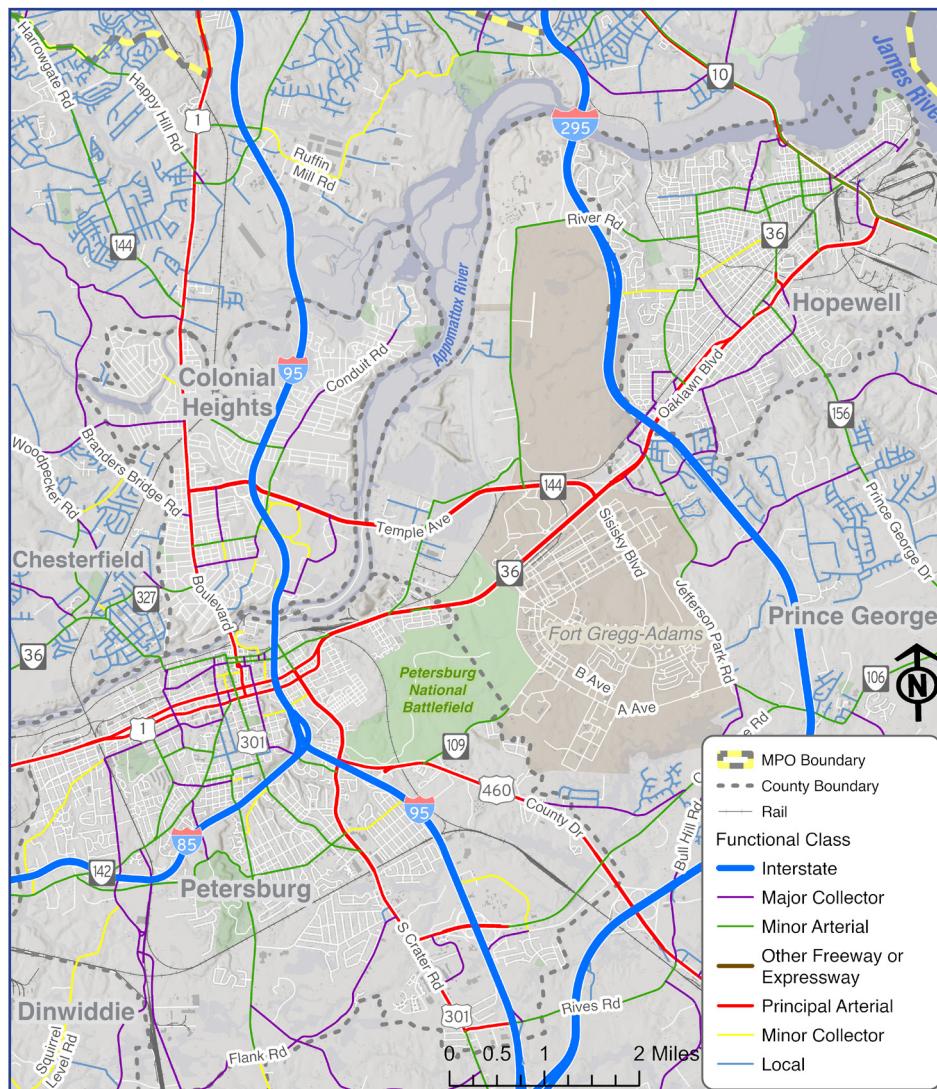 Harrowgate Rd
Happy Hill Rd
1
Ruffin
Mill Rd
295
10
James River
144
River Rd
36
Hopewell
Appomattox River
95
Conduit Rd
Colonial
Heights
Oaklawn Blvd
156
Woodpecker Rd
Branders Bridge Rd
144
Temple Ave
Sisisky Blvd
Prince George Dr
Chesterfield
327
Boulevard
36
36
Jefferson Park Rd
Prince George
Fort Gregg-Adams
B Ave
A Ave
Petersburg
National
Battlefield
106
N
1
301
109
460
County Dr
95
85
142
Bull Hill Rd
Petersburg
S Crater Rd
Dinwiddie
Squirrel
Level Rd
Flank Rd
301
Rives Rd
0 0.5 1 2 Miles
MPO Boundary
County Boundary
Rail
Functional Class
Interstate
Major Collector
Minor Arterial
Other Freeway or
Expressway
Principal Arterial
Minor Collector
Local